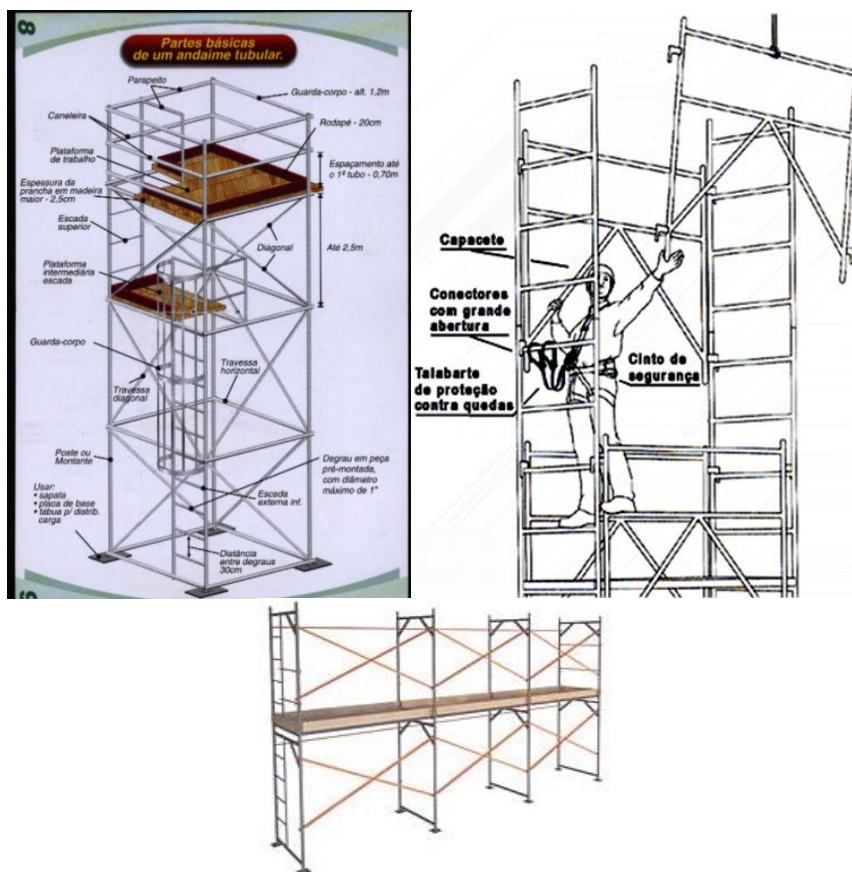 8
Partes básicas
de um andaime tubular.
Parapeito
Guarda-corpo - alt. 1,2m
Caneleira
Rodapé - 20cm
Plataforma
de trabalho
Espaçamento até
o 1º tubo - 0,70m
Espessura da
prancha em madeira
maior - 2,5cm
Escada
superior
Diagonal
Até 2,5m
Plataforma
intermediária
escada
Guarda-corpo
Travessa
horizontal
Travessa
diagonal
Poste ou
Montante
Degrau em peça
pré-montada,
com diâmetro
máximo de 1"
Usar:
• sapata
• placa de base
• tábua p/ distrib.
carga
Escada
externa inf.
Distância
entre degraus
30cm
9
Capacete
Conectores
com grande
abertura
Cinto de
segurança
Talabarte
de proteção
contra quedas